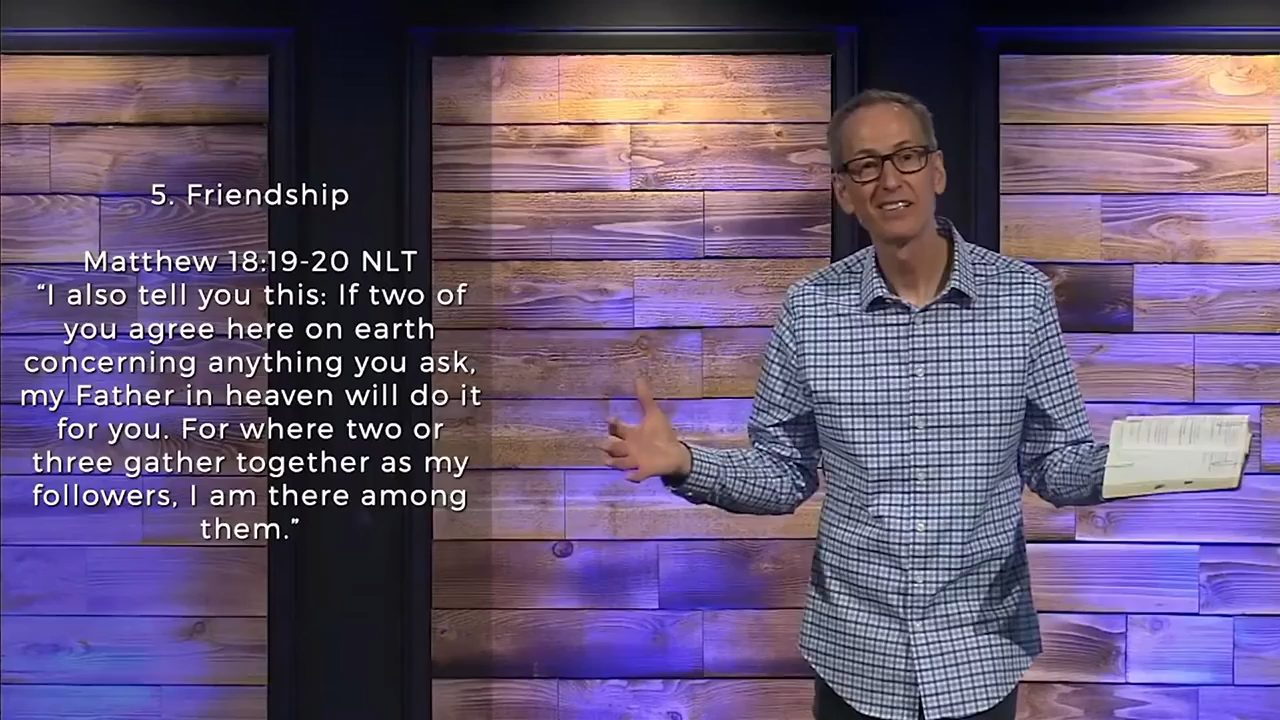 5. Friendship
Matthew 18:19-20 NLT
“I also tell you this: If two of
you agree here on earth
concerning anything you ask,
my Father in heaven will do it
for you. For where two or
three gather together as my
followers, I am there among
them.”